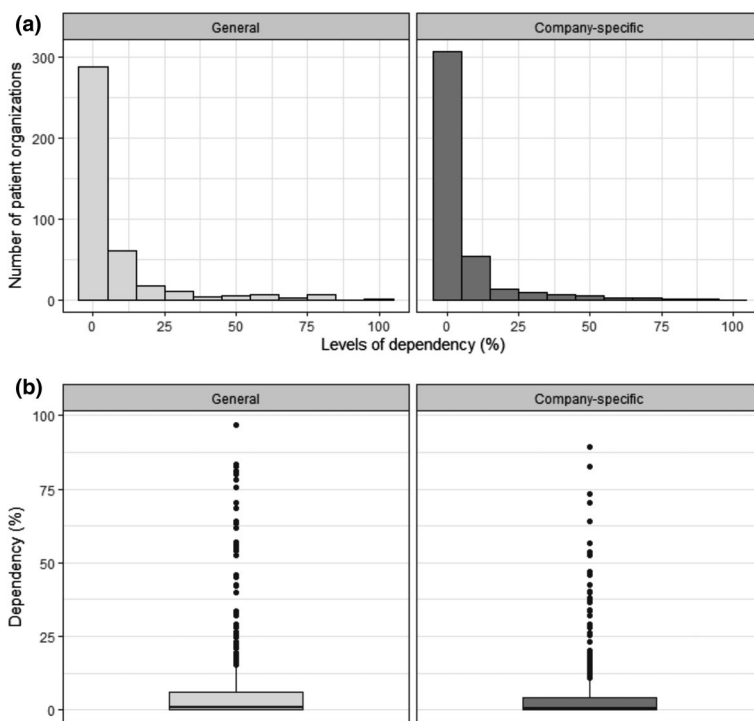 (a)
General
Company-specific
Number of patient organizations
300
200
100
0
0 25 50 75 100
0 25 50 75 100
Levels of dependency (%)
(b)
General
Company-specific
Dependency (%)
100
75
50
25
0